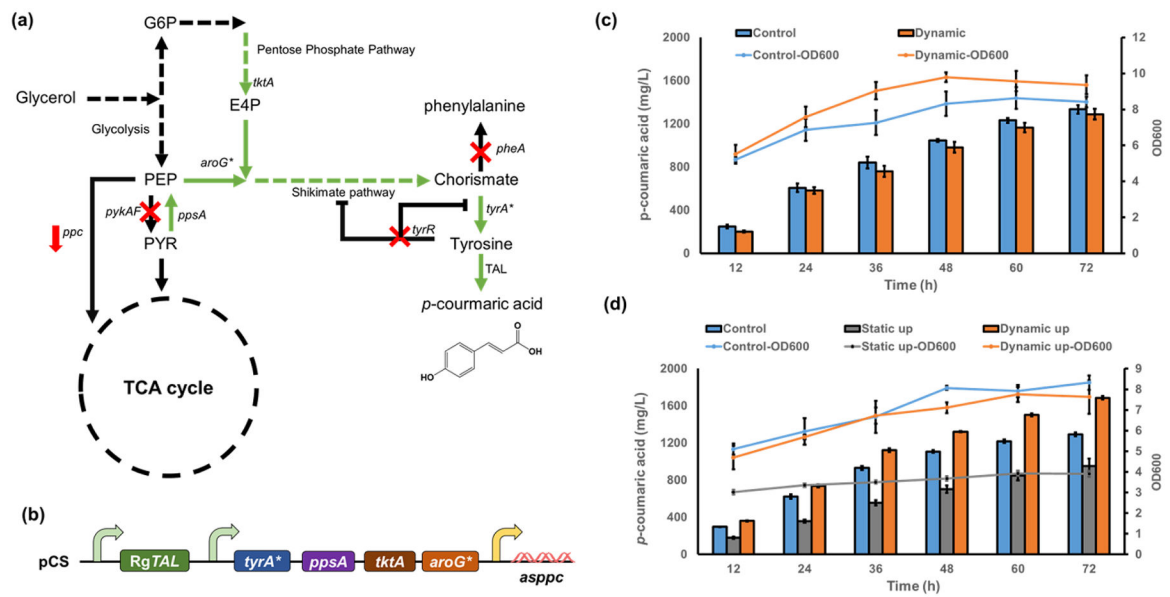 (a)
G6P
Pentose Phosphate Pathway
tktA
Glycerol
E4P
phenylalanine
Glycolysis
aroG*
pheA
PEP
Shikimate pathway
Chorismate
pykAF
ppsA
tyrA*
ppc
tyrR
PYR
Tyrosine
TAL
p-courmaric acid
O
OH
HO
TCA cycle
(b)
pCS
RgTAL
tyrA*
ppsA
tktA
aroG*
asppc
(c)
Control
Dynamic
Control-OD600
Dynamic-OD600
p-coumaric acid (mg/L)
2000
1600
1200
800
400
0
12
10
8
6
4
2
0
OD600
12 24 36 48 60 72
Time (h)
(d)
Control
Static up
Dynamic up
Control-OD600
Static up-OD600
Dynamic up-OD600
p-coumaric acid (mg/L)
2000
1600
1200
800
400
0
9
8
7
6
5
4
3
2
1
0
OD600
12 24 36 48 60 72
Time (h)